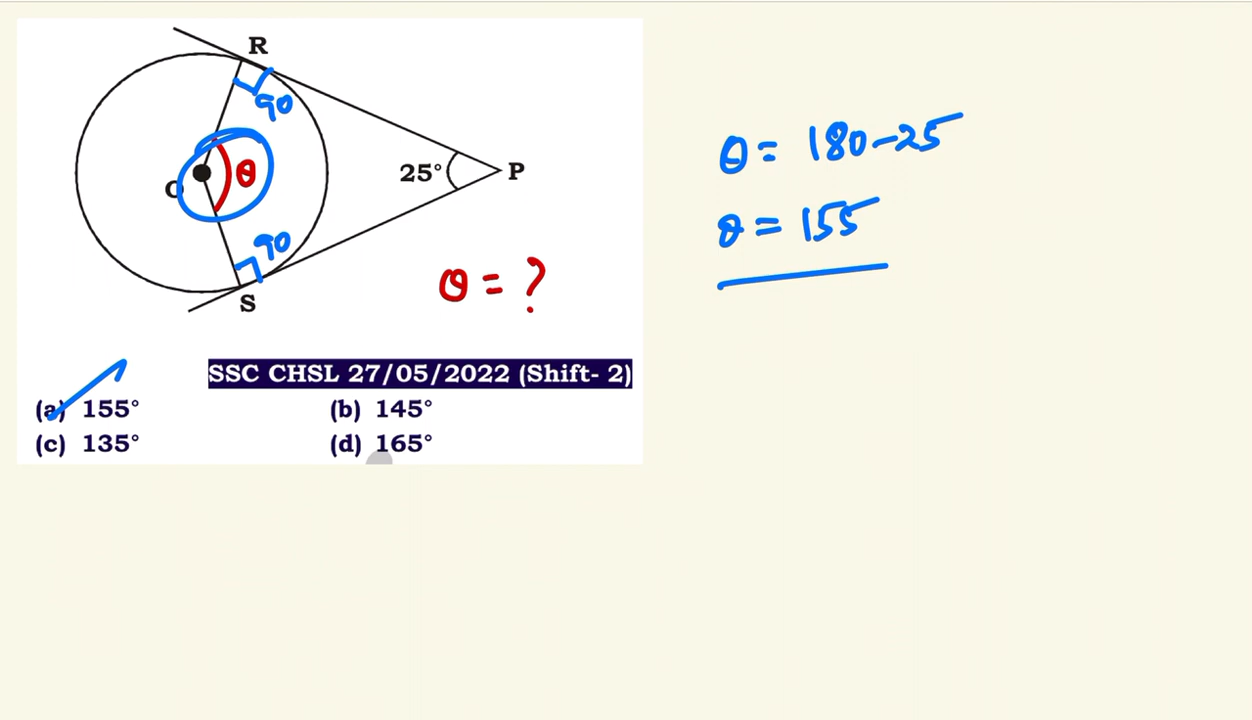 R
90
θ
O
25°
P
90
S
θ = ?
θ = 180-25
θ = 155
SSC CHSL 27/05/2022 (Shift- 2)
(a) 155° (b) 145°
(c) 135° (d) 165°